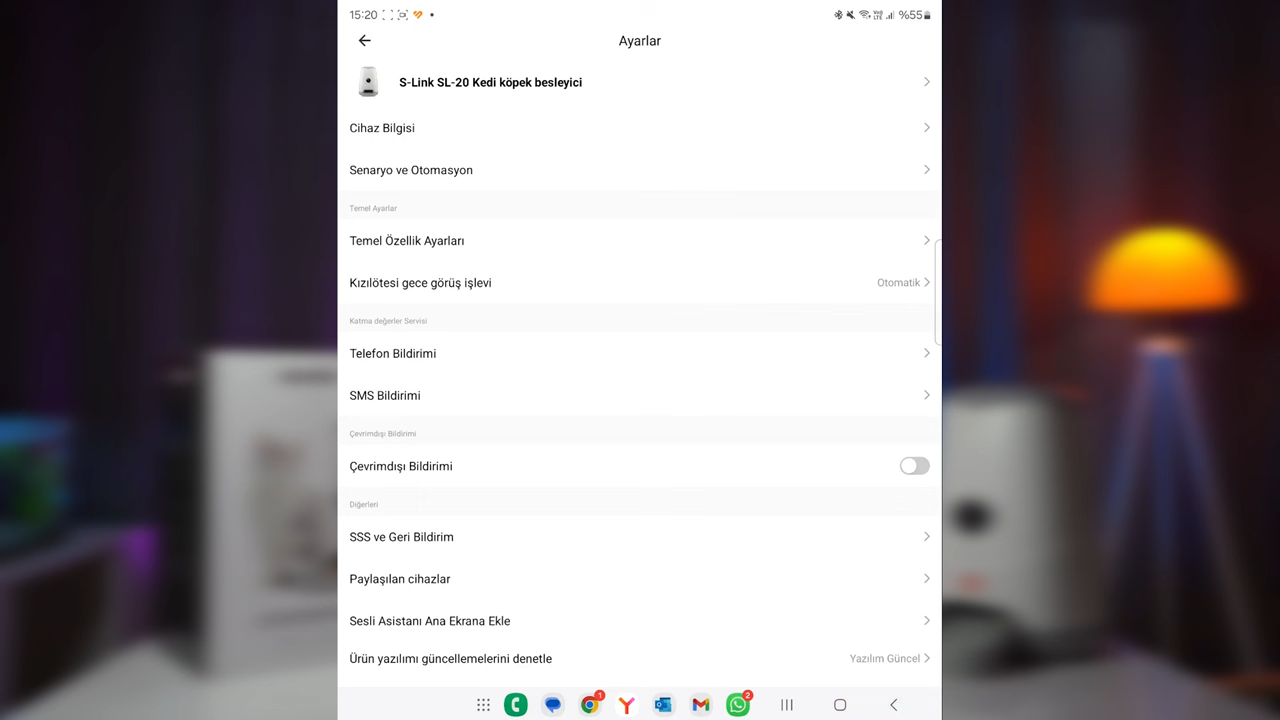 15:20
%55
Ayarlar
S-Link SL-20 Kedi köpek besleyici
Cihaz Bilgisi
Senaryo ve Otomasyon
Temel Ayarlar
Temel Özellik Ayarları
Kızılötesi gece görüş işlevi Otomatik
Katma değerler Servisi
Telefon Bildirimi
SMS Bildirimi
Çevrimdışı Bildirimi
Çevrimdışı Bildirimi
Diğerleri
SSS ve Geri Bildirim
Paylaşılan cihazlar
Sesli Asistanı Ana Ekrana Ekle
Ürün yazılımı güncellemelerini denetle Yazılım Güncel
1
2